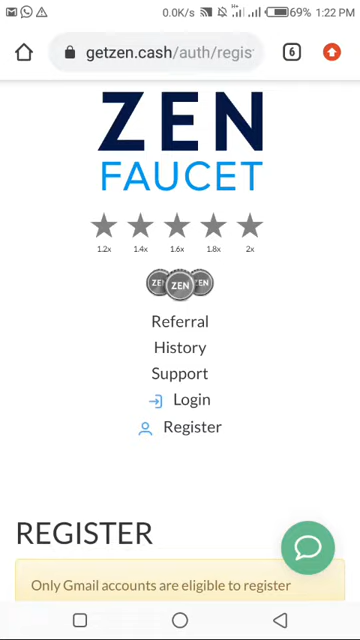 0.0K/s 69% 1:22 PM
getzen.cash/auth/regis
6
ZEN
FAUCET
1.2x 1.4x 1.6x 1.8x 2x
ZEN
Referral
History
Support
Login
Register
REGISTER
Only Gmail accounts are eligible to register